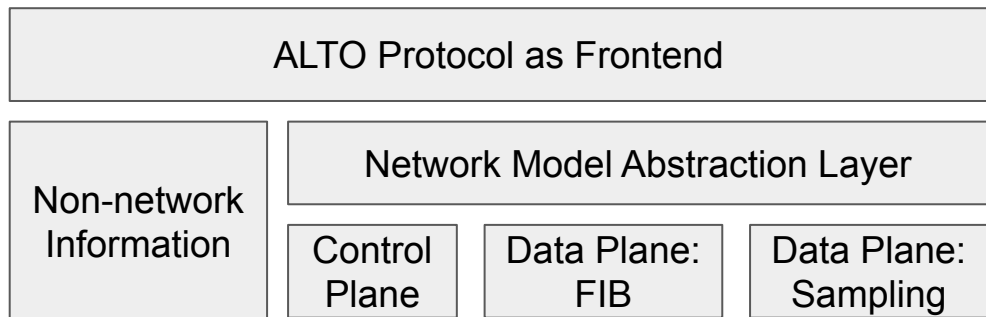 ALTO Protocol as Frontend
Non-network
Information
Network Model Abstraction Layer
Control
Plane
Data Plane:
FIB
Data Plane:
Sampling